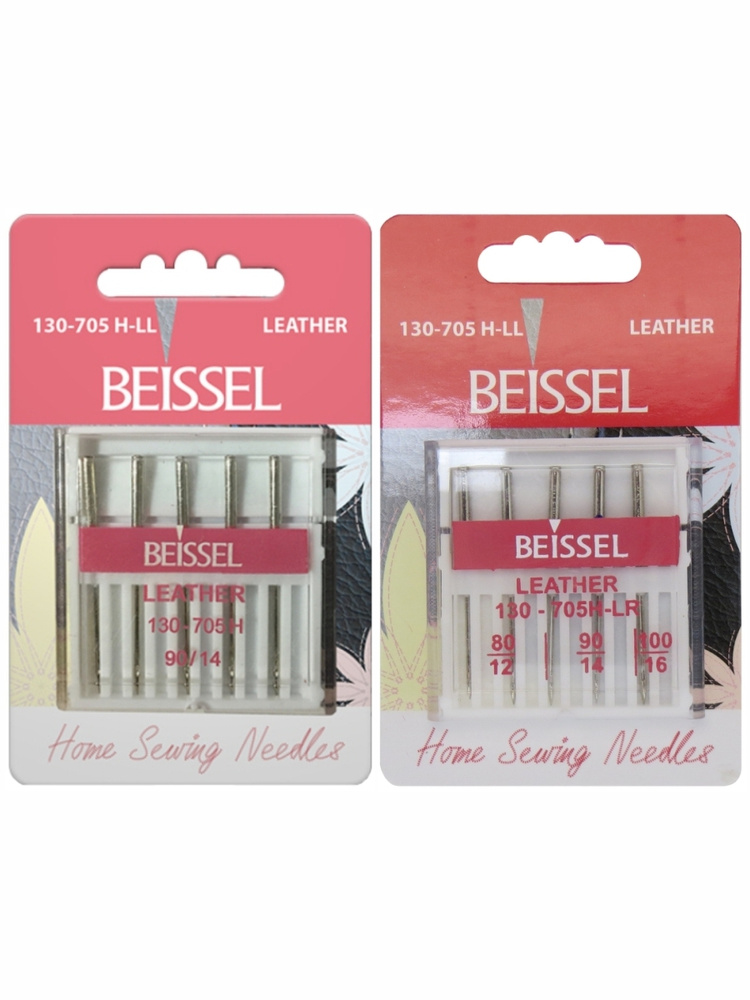 130-705 H-LL LEATHER
BEISSEL
BEISSEL
LEATHER
130-705H
90/14
Home Sewing Needles
130-705 H-LL LEATHER
BEISSEL
BEISSEL
LEATHER
130 - 705H-LR
80 90 100
12 14 16
Home Sewing Needles